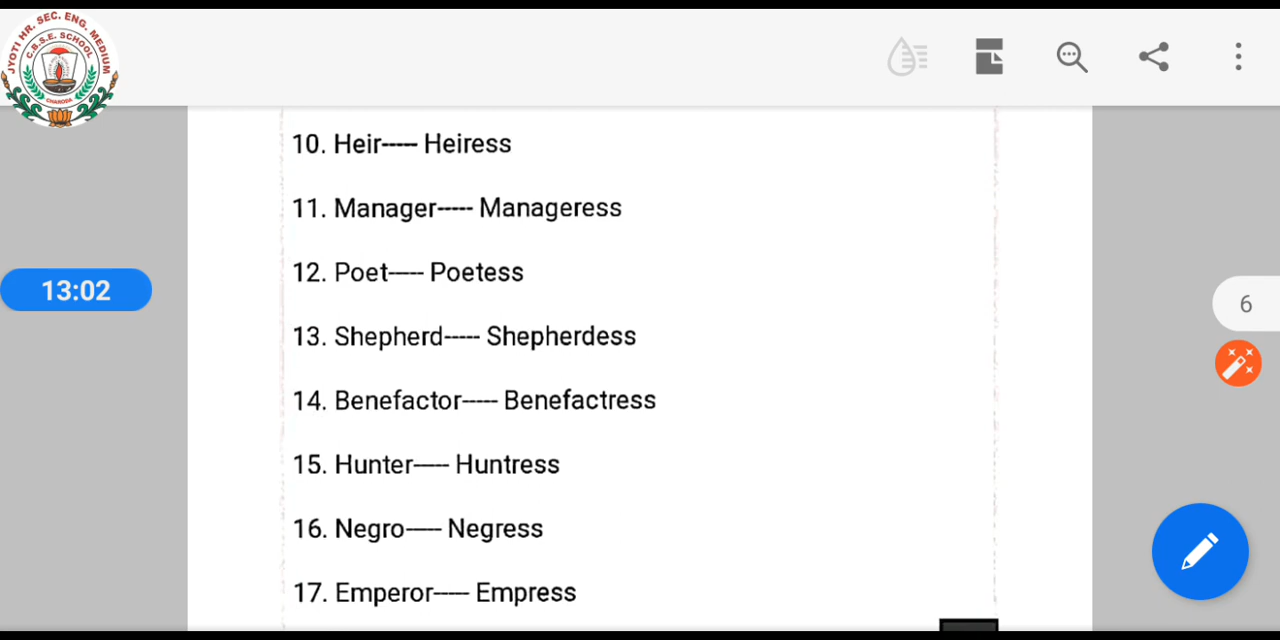 JYOTI HR. SEC. ENG. MEDIUM
C.B.S.E. SCHOOL
CHARODA
10. Heir----- Heiress
11. Manager----- Manageress
13:02
12. Poet----- Poetess
6
13. Shepherd----- Shepherdess
14. Benefactor----- Benefactress
15. Hunter----- Huntress
16. Negro----- Negress
17. Emperor----- Empress